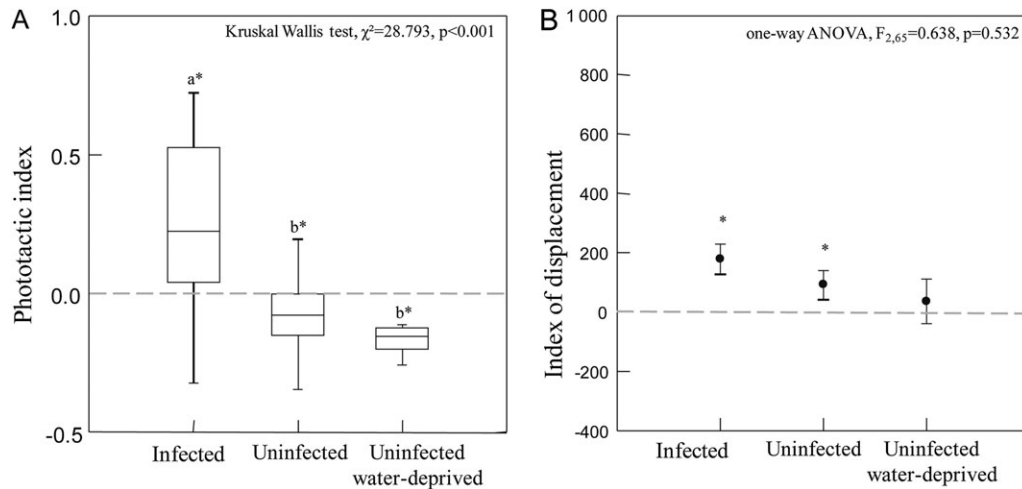 A
Kruskal Wallis test, χ²=28.793, p<0.001
Phototactic index
1.0
0.5
0.0
-0.5
a*
b*
b*
Infected
Uninfected
Uninfected
water-deprived
B
one-way ANOVA, F2,65=0.638, p=0.532
Index of displacement
1 000
800
600
400
200
0
-200
-400
*
*
Infected
Uninfected
Uninfected
water-deprived